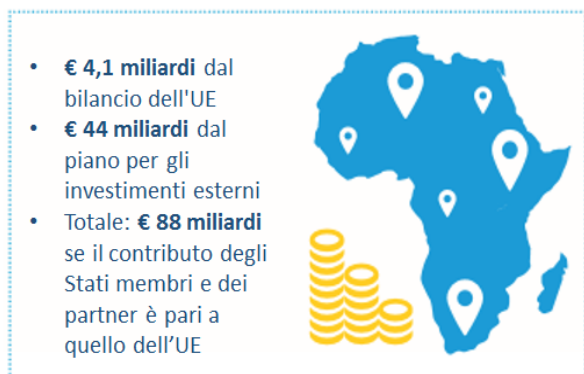 • € 4,1 miliardi dal
bilancio dell'UE
• € 44 miliardi dal
piano per gli
investimenti esterni
• Totale: € 88 miliardi
se il contributo degli
Stati membri e dei
partner è pari a
quello dell’UE